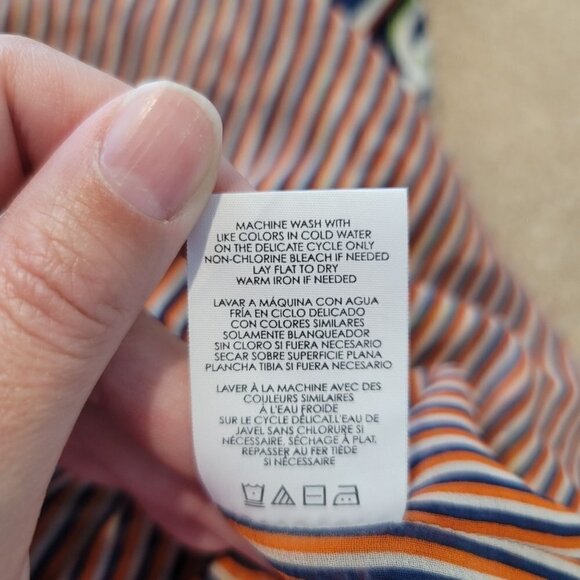 MACHINE WASH WITH
LIKE COLORS IN COLD WATER
ON THE DELICATE CYCLE ONLY
NON-CHLORINE BLEACH IF NEEDED
LAY FLAT TO DRY
WARM IRON IF NEEDED
LAVAR A MÁQUINA CON AGUA
FRÍA EN CICLO DELICADO
CON COLORES SIMILARES
SOLAMENTE BLANQUEADOR
SIN CLORO SI FUERA NECESARIO
SECAR SOBRE SUPERFICIE PLANA
PLANCHA TIBIA SI FUERA NECESARIO
LAVER À LA MACHINE AVEC DES
COULEURS SIMILAIRES
À L'EAU FROIDE
SUR LE CYCLE DÉLICAT.L'EAU DE
JAVEL SANS CHLORURE SI
NÉCESSAIRE, SÉCHAGE À PLAT,
REPASSER AU FER TIÈDE
SI NÉCESSAIRE